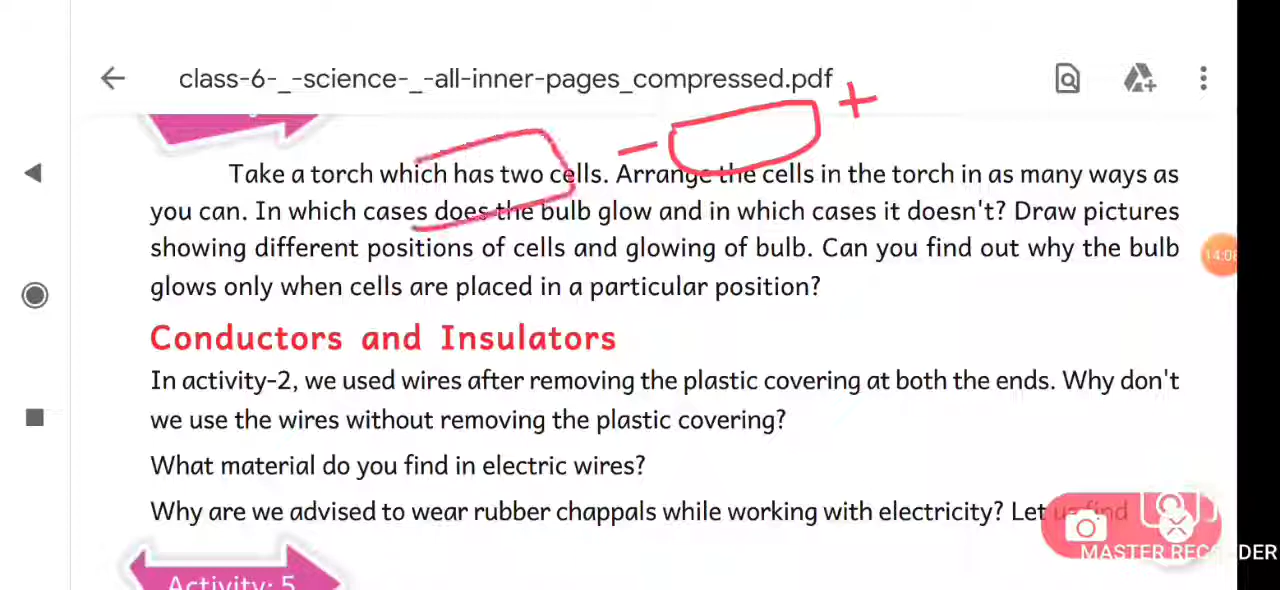 class-6-_-science-_-all-inner-pages_compressed.pdf
- +
Take a torch which has two cells. Arrange the cells in the torch in as many ways as
you can. In which cases does the bulb glow and in which cases it doesn't? Draw pictures
showing different positions of cells and glowing of bulb. Can you find out why the bulb
glows only when cells are placed in a particular position?
14:08
Conductors and Insulators
In activity-2, we used wires after removing the plastic covering at both the ends. Why don't
we use the wires without removing the plastic covering?
What material do you find in electric wires?
Why are we advised to wear rubber chappals while working with electricity? Let us find
MASTER RECORDER
Activity: 5